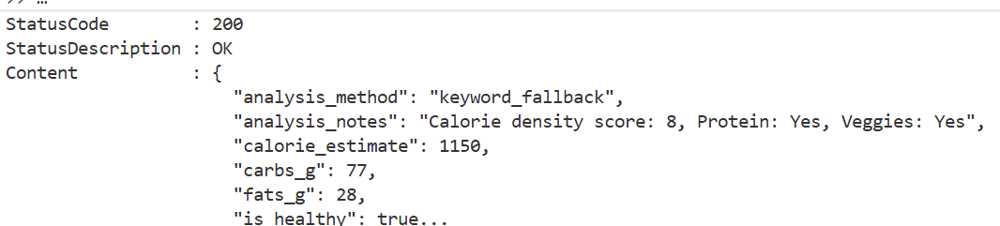 >> …
StatusCode        : 200
StatusDescription : OK
Content           : {
                      "analysis_method": "keyword_fallback",
                      "analysis_notes": "Calorie density score: 8, Protein: Yes, Veggies: Yes",
                      "calorie_estimate": 1150,
                      "carbs_g": 77,
                      "fats_g": 28,
                      "is_healthy": true...